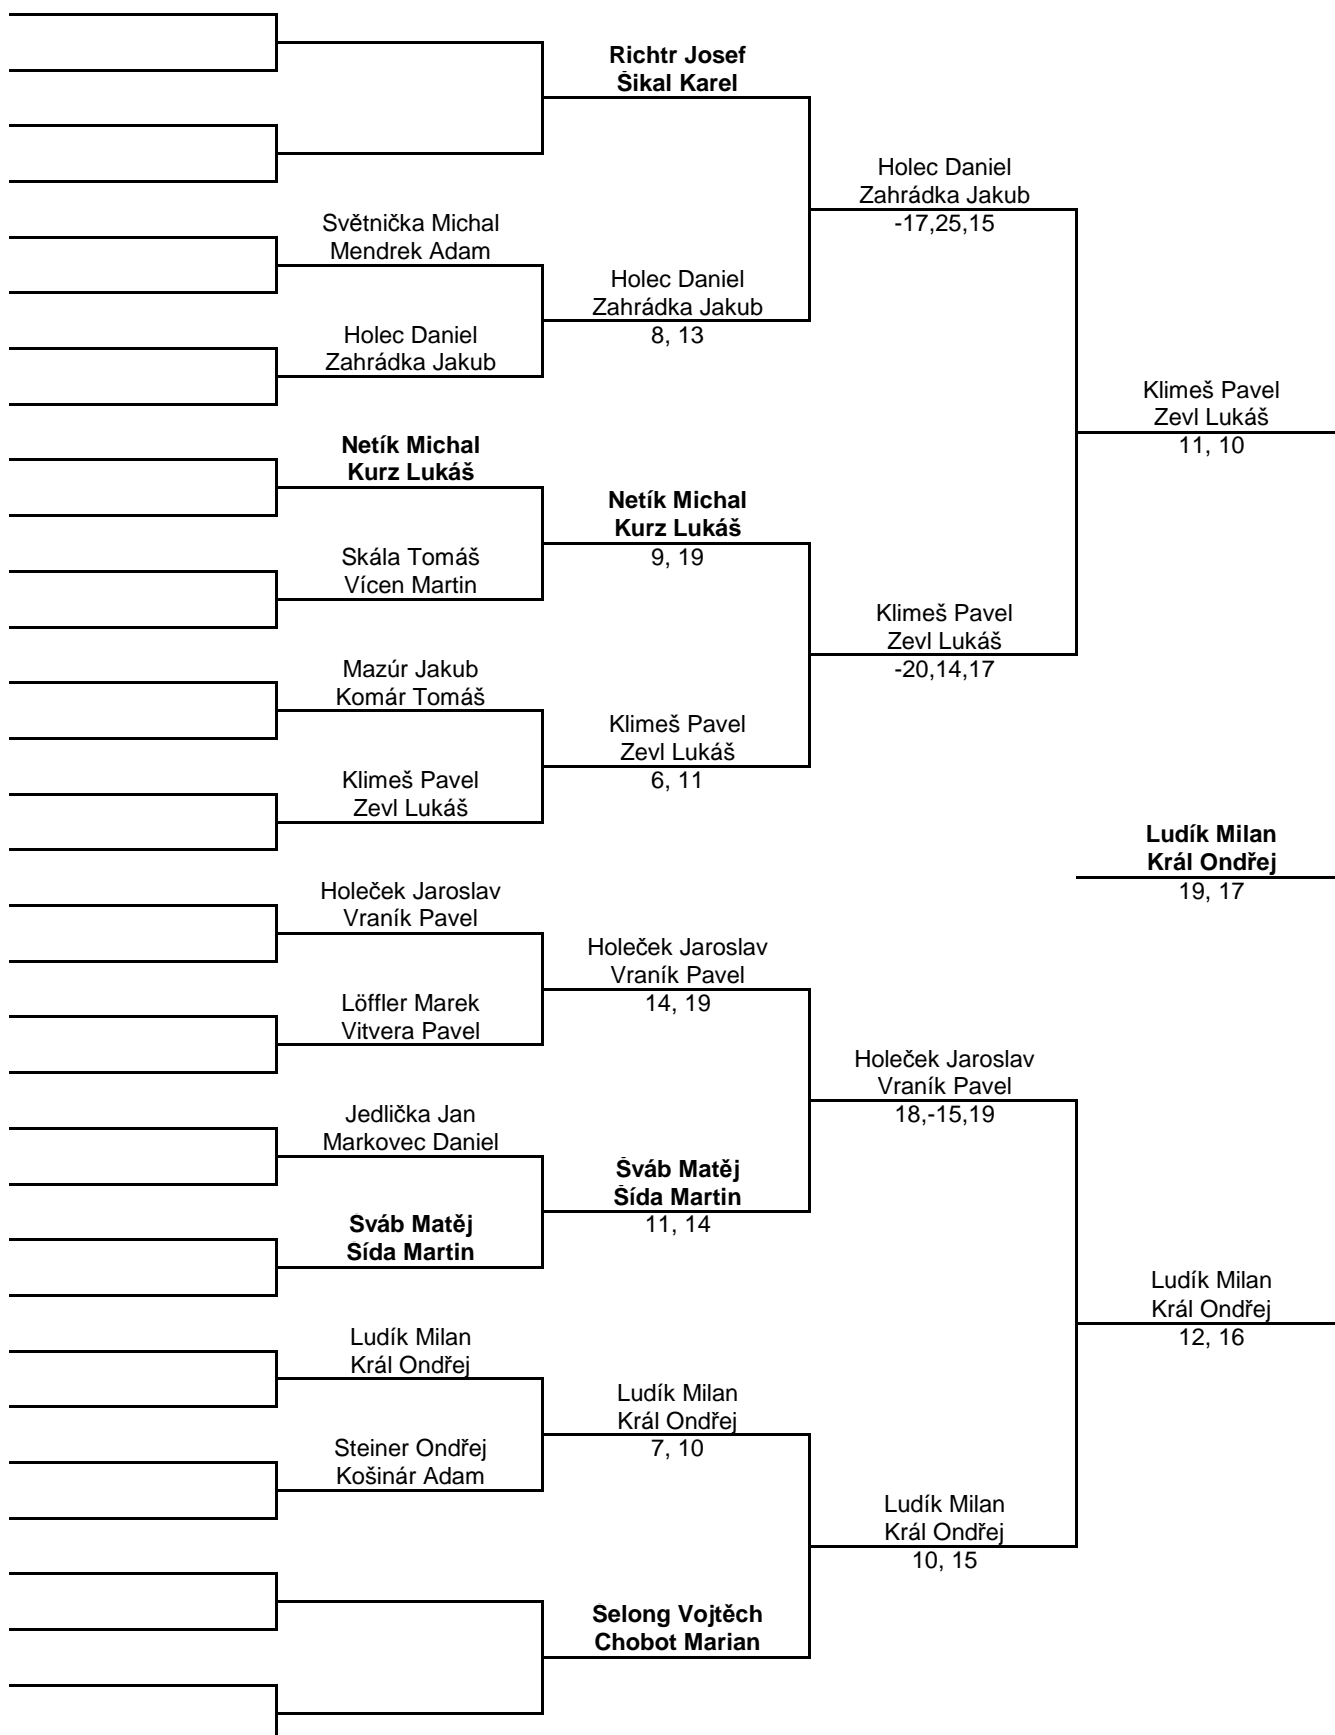 Richtr Josef
Šikal Karel
Holec Daniel
Zahrádka Jakub
-17,25,15
Světnička Michal
Mendrek Adam
Holec Daniel
Zahrádka Jakub
8, 13
Holec Daniel
Zahrádka Jakub
Klimeš Pavel
Zevl Lukáš
11, 10
Netík Michal
Kurz Lukáš
Netík Michal
Kurz Lukáš
9, 19
Skála Tomáš
Vícen Martin
Klimeš Pavel
Zevl Lukáš
-20,14,17
Mazúr Jakub
Komár Tomáš
Klimeš Pavel
Zevl Lukáš
6, 11
Klimeš Pavel
Zevl Lukáš
Ludík Milan
Král Ondřej
19, 17
Holeček Jaroslav
Vraník Pavel
Holeček Jaroslav
Vraník Pavel
14, 19
Löffler Marek
Vitvera Pavel
Holeček Jaroslav
Vraník Pavel
18,-15,19
Jedlička Jan
Markovec Daniel
Šváb Matěj
Šída Martin
11, 14
Šváb Matěj
Šída Martin
Ludík Milan
Král Ondřej
12, 16
Ludík Milan
Král Ondřej
Ludík Milan
Král Ondřej
7, 10
Steiner Ondřej
Košinár Adam
Ludík Milan
Král Ondřej
10, 15
Šelong Vojtěch
Chobot Marian